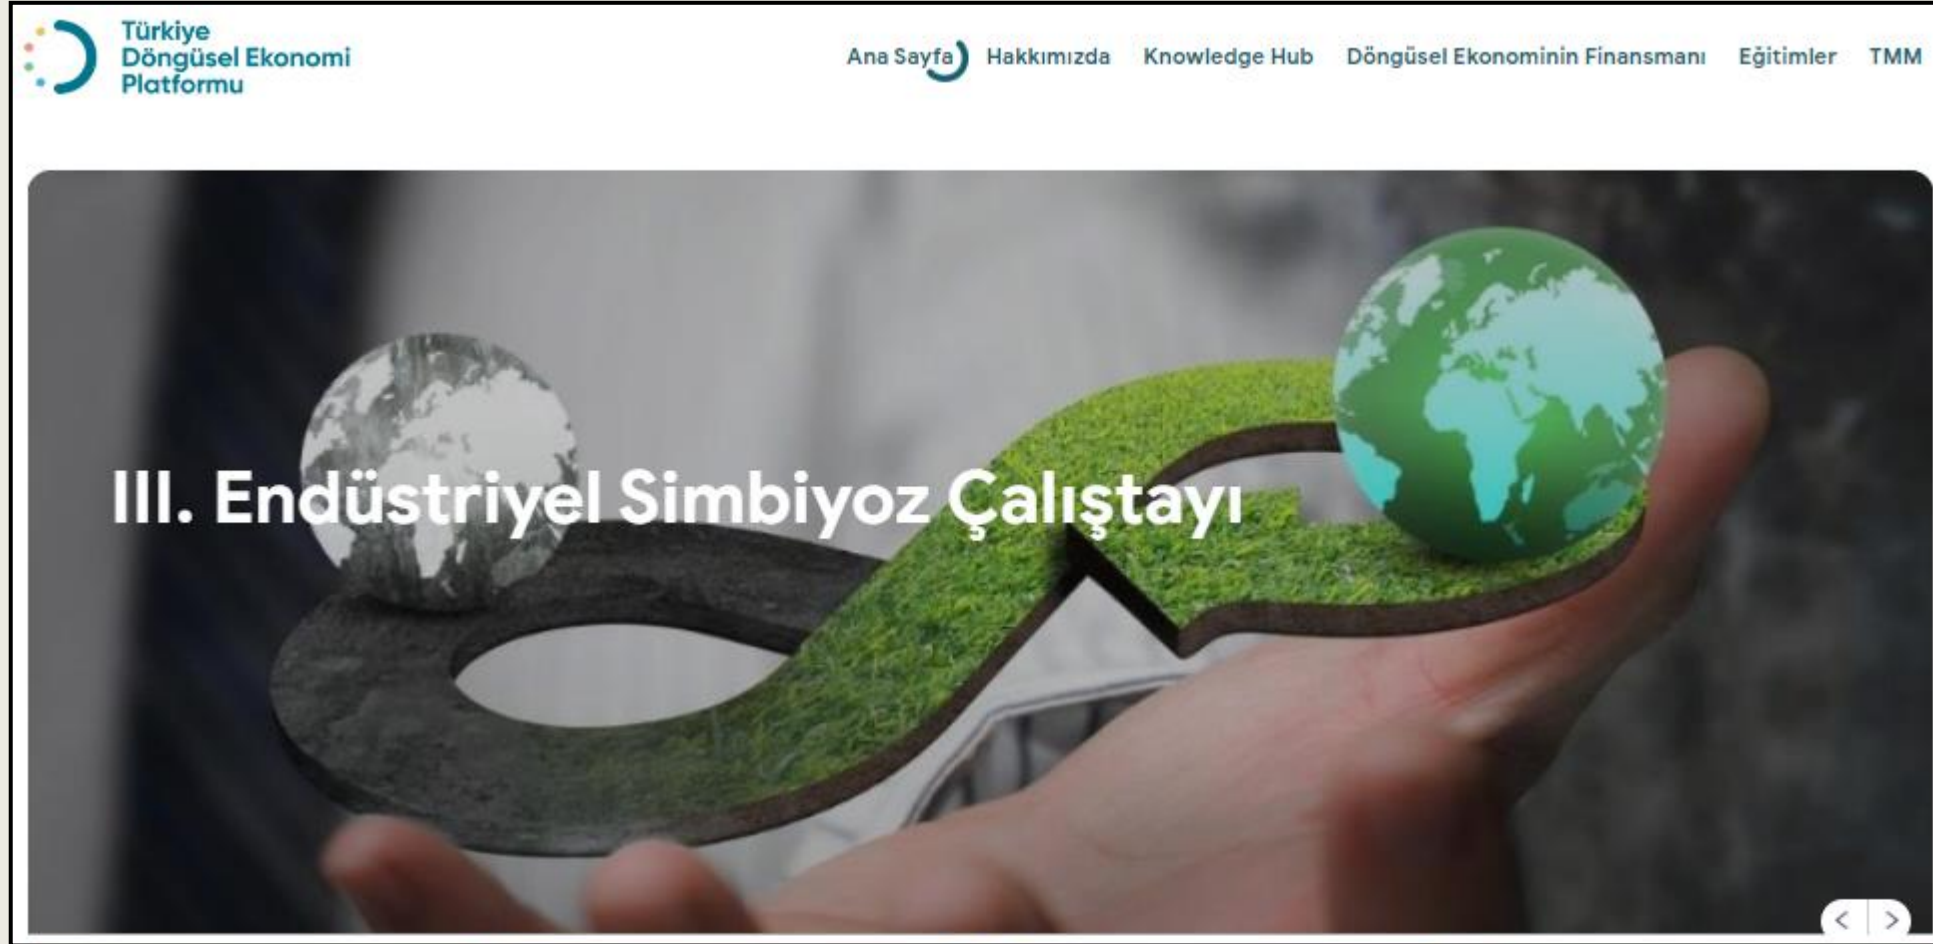 Türkiye
Döngüsel Ekonomi
Platformu
Ana Sayfa Hakkımızda Knowledge Hub Döngüsel Ekonominin Finansmanı Eğitimler TMM
III. Endüstriyel Simbiyoz Çalıştayı